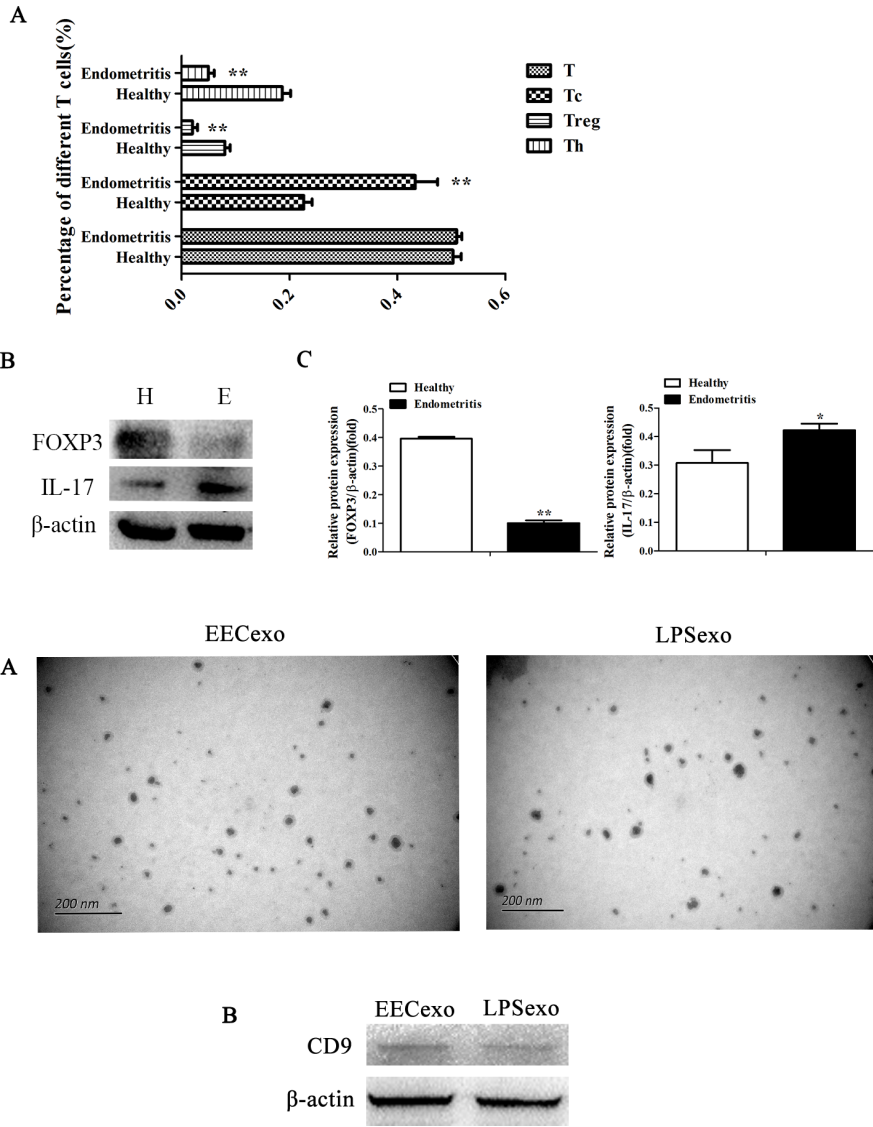 A
Percentage of different T cells(%)
Endometritis
**
Healthy
Endometritis
**
Healthy
Endometritis
**
Healthy
Endometritis
Healthy
0.0
0.2
0.4
0.6
T
Tc
Treg
Th
B
H E
FOXP3
IL-17
β-actin
C
Healthy
Endometritis
Relative protein expression
(FOXP3/β-actin)(fold)
0.5
0.4
0.3
0.2
0.1
0.0
**
Healthy
Endometritis
Relative protein expression
(IL-17/β-actin)(fold)
0.5
0.4
0.3
0.2
0.1
0.0
*
EECexo
LPSexo
A
200 nm
200 nm
B
EECexo LPSexo
CD9
β-actin